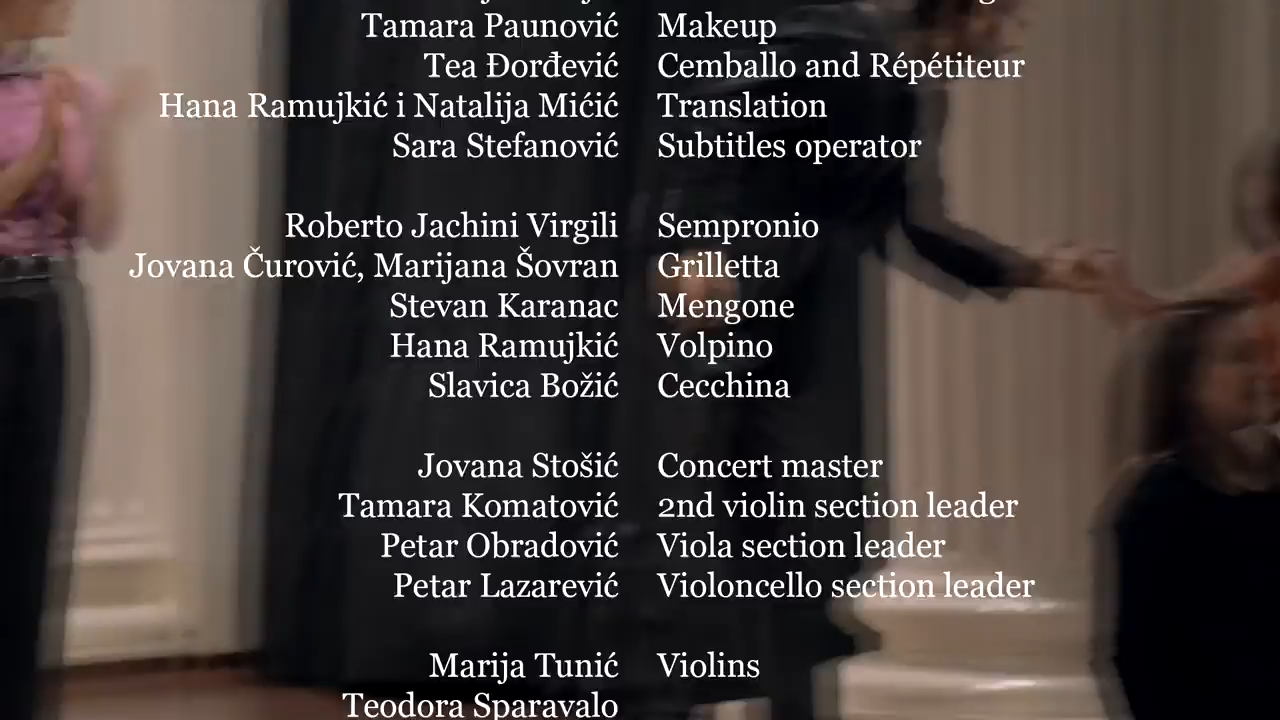 Tamara Paunović Makeup
Tea Đorđević Cemballo and Répétiteur
Hana Ramujkić i Natalija Mićić Translation
Sara Stefanović Subtitles operator
Roberto Jachini Virgili Sempronio
Jovana Čurović, Marijana Šovran Grilletta
Stevan Karanac Mengone
Hana Ramujkić Volpino
Slavica Božić Cecchina
Jovana Stošić Concert master
Tamara Komatović 2nd violin section leader
Petar Obradović Viola section leader
Petar Lazarević Violoncello section leader
Marija Tunić Violins
Teodora Sparavalo